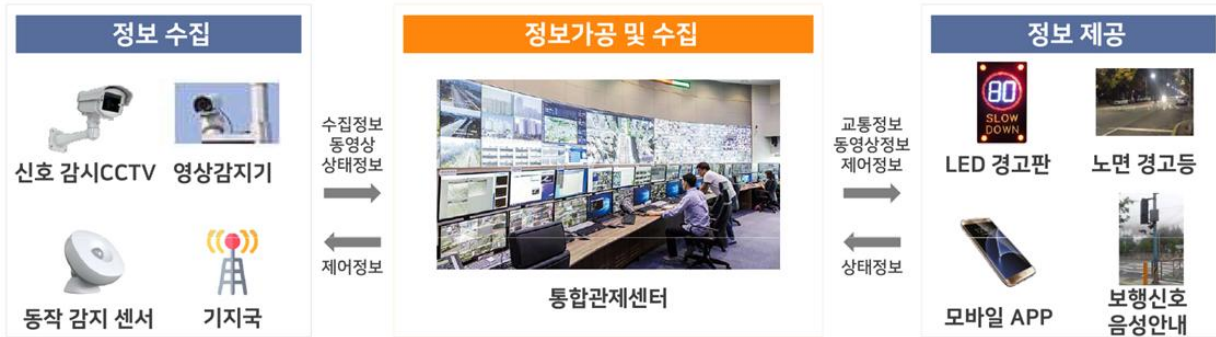 정보 수집
신호 감시CCTV
영상감지기
동작 감지 센서
기지국
수집정보
동영상
상태정보
제어정보
정보가공 및 수집
통합관제센터
교통정보
동영상정보
제어정보
상태정보
정보 제공
80
SLOW
DOWN
LED 경고판
노면 경고등
모바일 APP
보행신호
음성안내